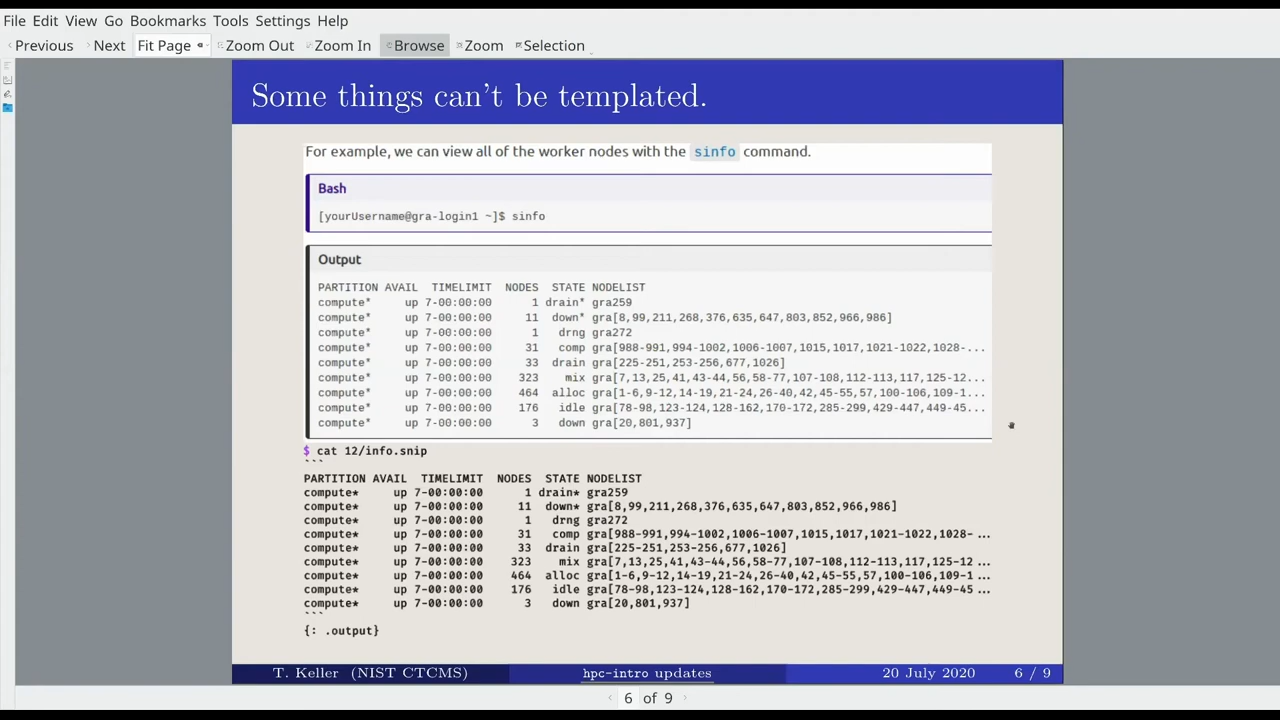 File Edit View Go Bookmarks Tools Settings Help
Previous Next Fit Page Zoom Out Zoom In Browse Zoom Selection
Some things can't be templated.
For example, we can view all of the worker nodes with the sinfo command.
Bash
[yourUsername@gra-login1 ~]$ sinfo
Output
PARTITION AVAIL TIMELIMIT NODES STATE NODELIST
compute* up 7-00:00:00 1 drain* gra259
compute* up 7-00:00:00 11 down* gra[8,99,211,268,376,635,647,803,852,966,986]
compute* up 7-00:00:00 1 drng gra272
compute* up 7-00:00:00 31 comp gra[988-991,994-1002,1006-1007,1015,1017,1021-1022,1028-...
compute* up 7-00:00:00 33 drain gra[225-251,253-256,677,1026]
compute* up 7-00:00:00 323 mix gra[7,13,25,41,43-44,56,58-77,107-108,112-113,117,125-12...
compute* up 7-00:00:00 464 alloc gra[1-6,9-12,14-19,21-24,26-40,42,45-55,57,100-106,109-1...
compute* up 7-00:00:00 176 idle gra[78-98,123-124,128-162,170-172,285-299,429-447,449-45...
compute* up 7-00:00:00 3 down gra[20,801,937]
$ cat 12/info.snip
```
PARTITION AVAIL TIMELIMIT NODES STATE NODELIST
compute* up 7-00:00:00 1 drain* gra259
compute* up 7-00:00:00 11 down* gra[8,99,211,268,376,635,647,803,852,966,986]
compute* up 7-00:00:00 1 drng gra272
compute* up 7-00:00:00 31 comp gra[988-991,994-1002,1006-1007,1015,1017,1021-1022,1028-...
compute* up 7-00:00:00 33 drain gra[225-251,253-256,677,1026]
compute* up 7-00:00:00 323 mix gra[7,13,25,41,43-44,56,58-77,107-108,112-113,117,125-12...
compute* up 7-00:00:00 464 alloc gra[1-6,9-12,14-19,21-24,26-40,42,45-55,57,100-106,109-1...
compute* up 7-00:00:00 176 idle gra[78-98,123-124,128-162,170-172,285-299,429-447,449-45...
compute* up 7-00:00:00 3 down gra[20,801,937]
```
{: .output}
T. Keller (NIST CTCMS) hpc-intro updates 20 July 2020 6 / 9
6 of 9